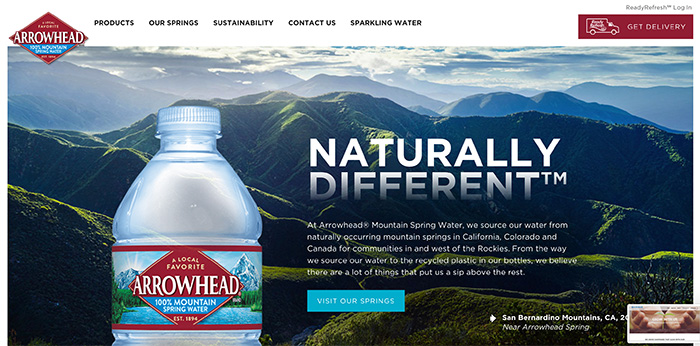 ReadyRefresh™ Log In
A LOCAL
FAVORITE
ARROWHEAD
100% MOUNTAIN
SPRING WATER
EST. 1894
PRODUCTS OUR SPRINGS SUSTAINABILITY CONTACT US SPARKLING WATER
GET DELIVERY
NATURALLY
DIFFERENT™
At Arrowhead® Mountain Spring Water, we source our water from
naturally occurring mountain springs in California, Colorado and
Canada for communities in and west of the Rockies. From the way
we source our water to the recycled plastic in our bottles, we believe
there are a lot of things that put us a sip above the rest.
VISIT OUR SPRINGS
A LOCAL
FAVORITE
ARROWHEAD
100% MOUNTAIN
SPRING WATER
EST. 1894
San Bernardino Mountains, CA, 20
Near Arrowhead Spring